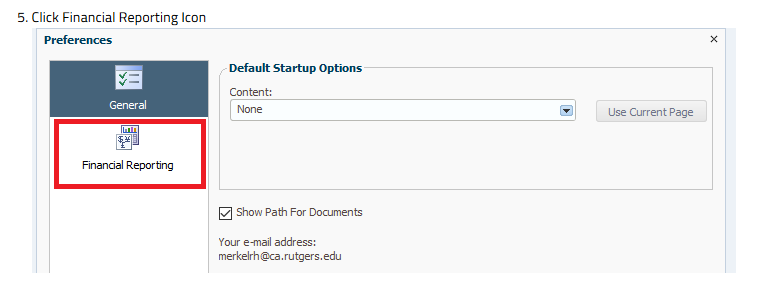 5. Click Financial Reporting Icon
Preferences
General
Financial Reporting
Default Startup Options
Content:
None
Use Current Page
Show Path For Documents
Your e-mail address:
merkelrh@ca.rutgers.edu